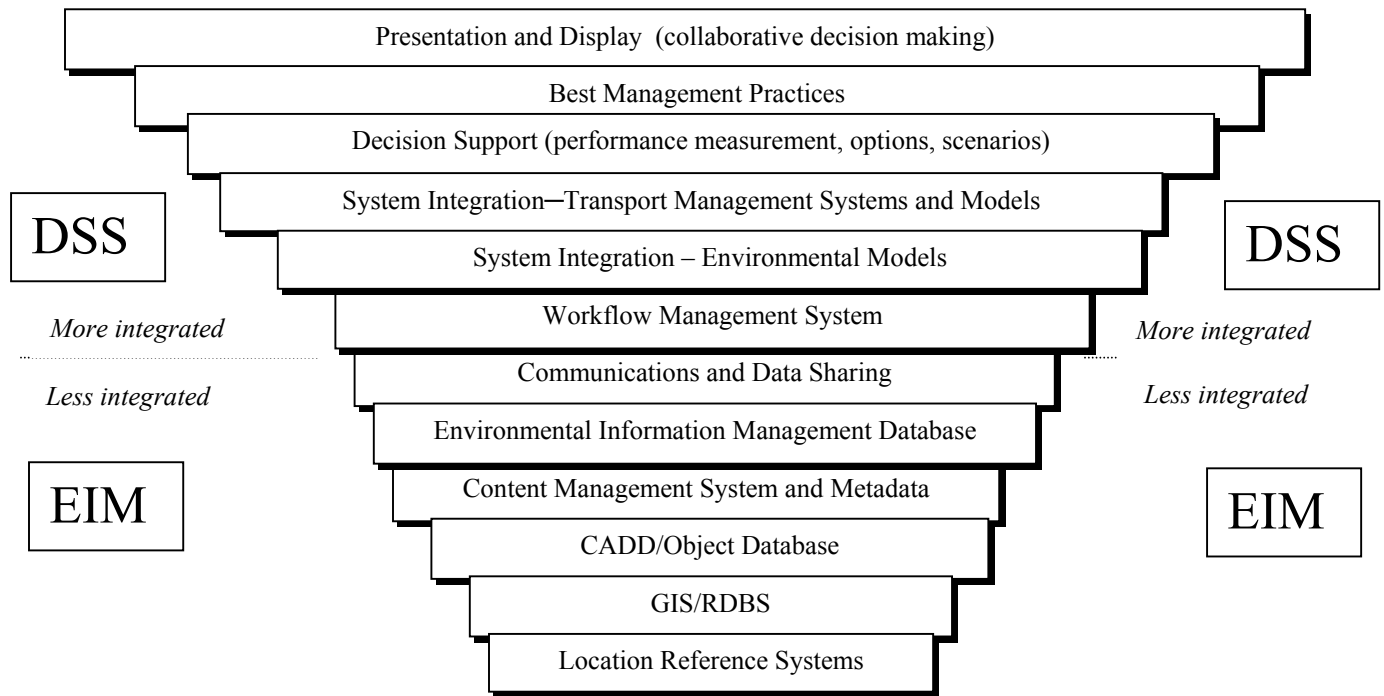 Presentation and Display  (collaborative decision making)
Best Management Practices
Decision Support (performance measurement, options, scenarios)
System Integration─Transport Management Systems and Models
DSS
DSS
System Integration – Environmental Models
Workflow Management System
More integrated
More integrated
Communications and Data Sharing
Less integrated
Less integrated
Environmental Information Management Database
Content Management System and Metadata
EIM
EIM
CADD/Object Database
GIS/RDBS
Location Reference Systems